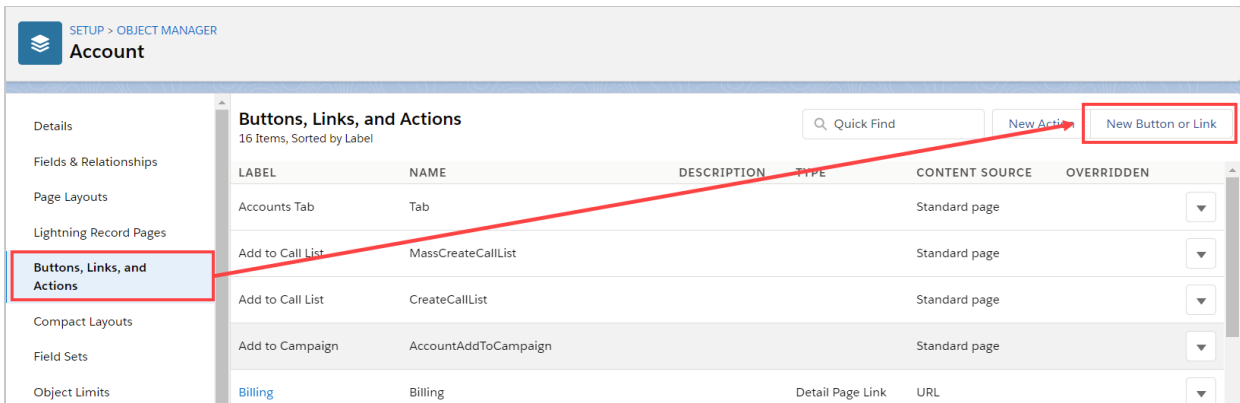 SETUP > OBJECT MANAGER
Account
Details
Fields & Relationships
Page Layouts
Lightning Record Pages
Buttons, Links, and
Actions
Compact Layouts
Field Sets
Object Limits
Buttons, Links, and Actions
16 Items, Sorted by Label
Quick Find
New Action
New Button or Link
LABEL NAME DESCRIPTION TYPE CONTENT SOURCE OVERRIDDEN
Accounts Tab Tab Standard page
Add to Call List MassCreateCallList Standard page
Add to Call List CreateCallList Standard page
Add to Campaign AccountAddToCampaign Standard page
Billing Billing Detail Page Link URL